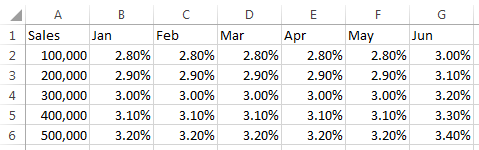 A B C D E F G
1 Sales Jan Feb Mar Apr May Jun
2 100,000 2.80% 2.80% 2.80% 2.80% 2.80% 3.00%
3 200,000 2.90% 2.90% 2.90% 2.90% 2.90% 3.10%
4 300,000 3.00% 3.00% 3.00% 3.00% 3.00% 3.20%
5 400,000 3.10% 3.10% 3.10% 3.10% 3.10% 3.30%
6 500,000 3.20% 3.20% 3.20% 3.20% 3.20% 3.40%